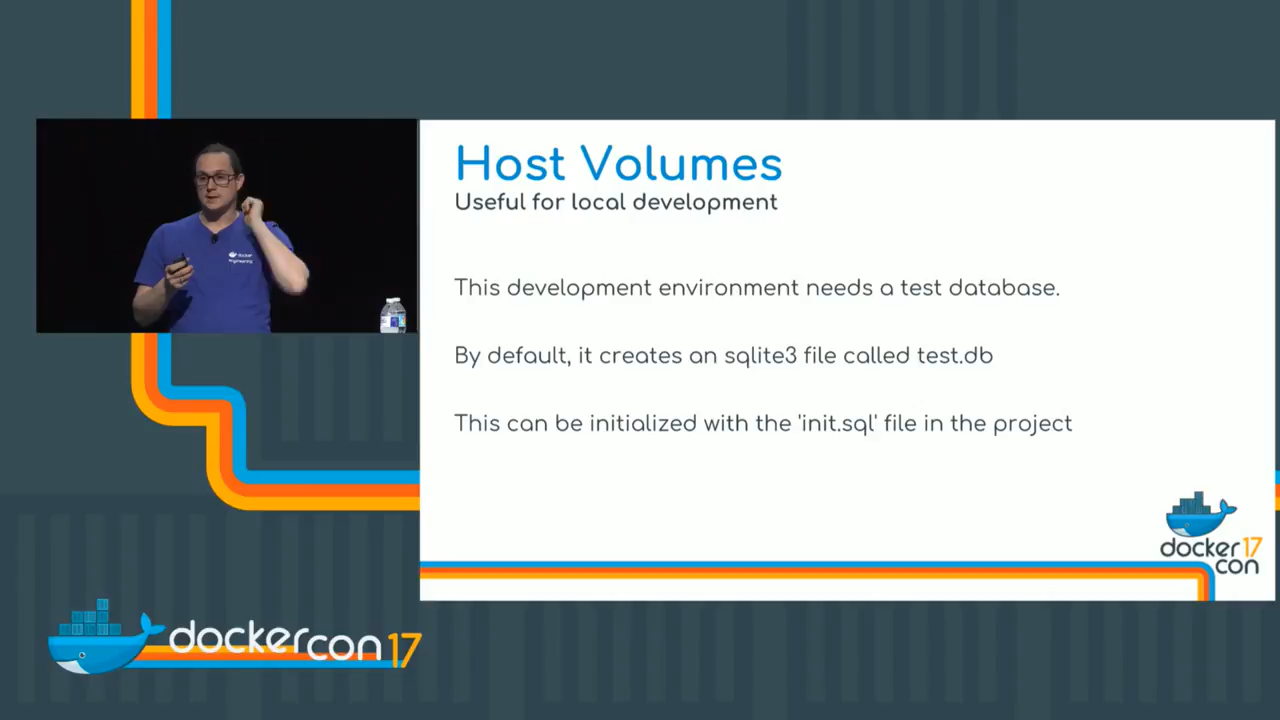 Host Volumes
Useful for local development
This development environment needs a test database.
By default, it creates an sqlite3 file called test.db
This can be initialized with the 'init.sql' file in the project
docker
engineering
docker 17
con
dockercon 17